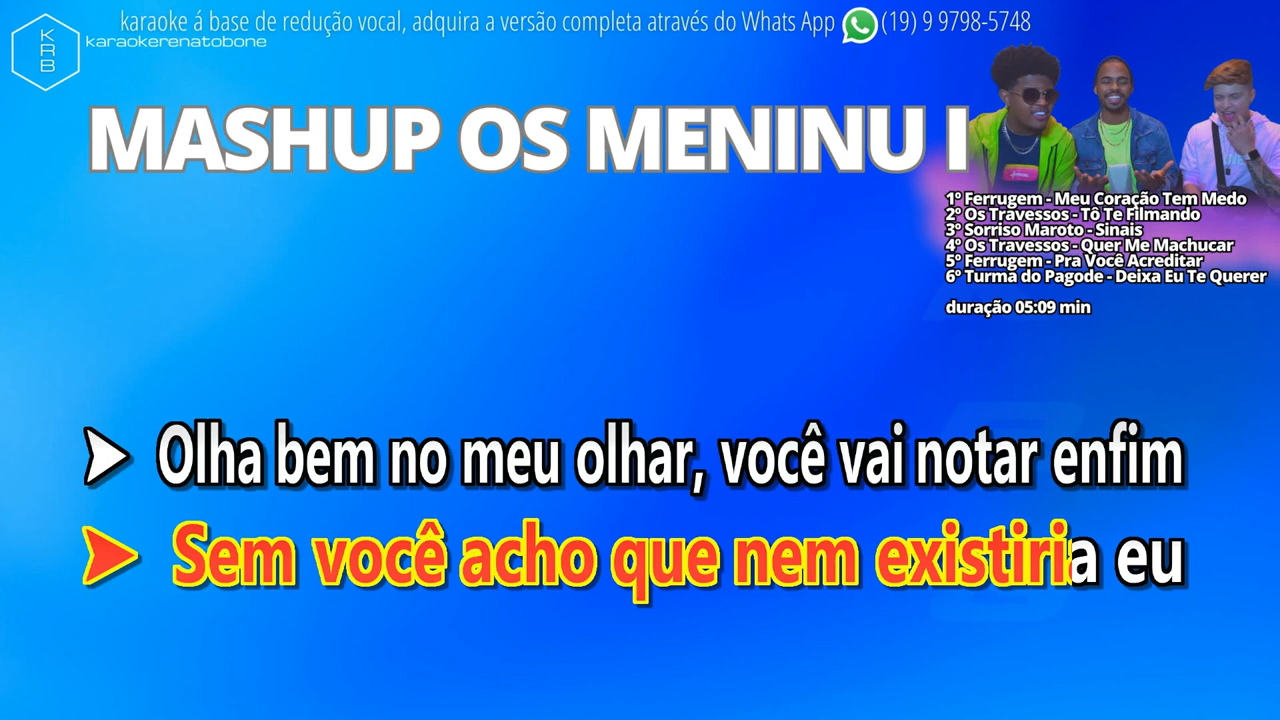 karaoke á base de redução vocal, adquira a versão completa através do Whats App (19) 9 9798-5748
KRB
karaokerenatobone
MASHUP OS MENINU I
1º Ferrugem - Meu Coração Tem Medo
2º Os Travessos - Tô Te Filmando
3º Sorriso Maroto - Sinais
4º Os Travessos - Quer Me Machucar
5º Ferrugem - Pra Você Acreditar
6º Turma do Pagode - Deixa Eu Te Querer
duração 05:09 min
Olha bem no meu olhar, você vai notar enfim
Sem você acho que nem existiria eu